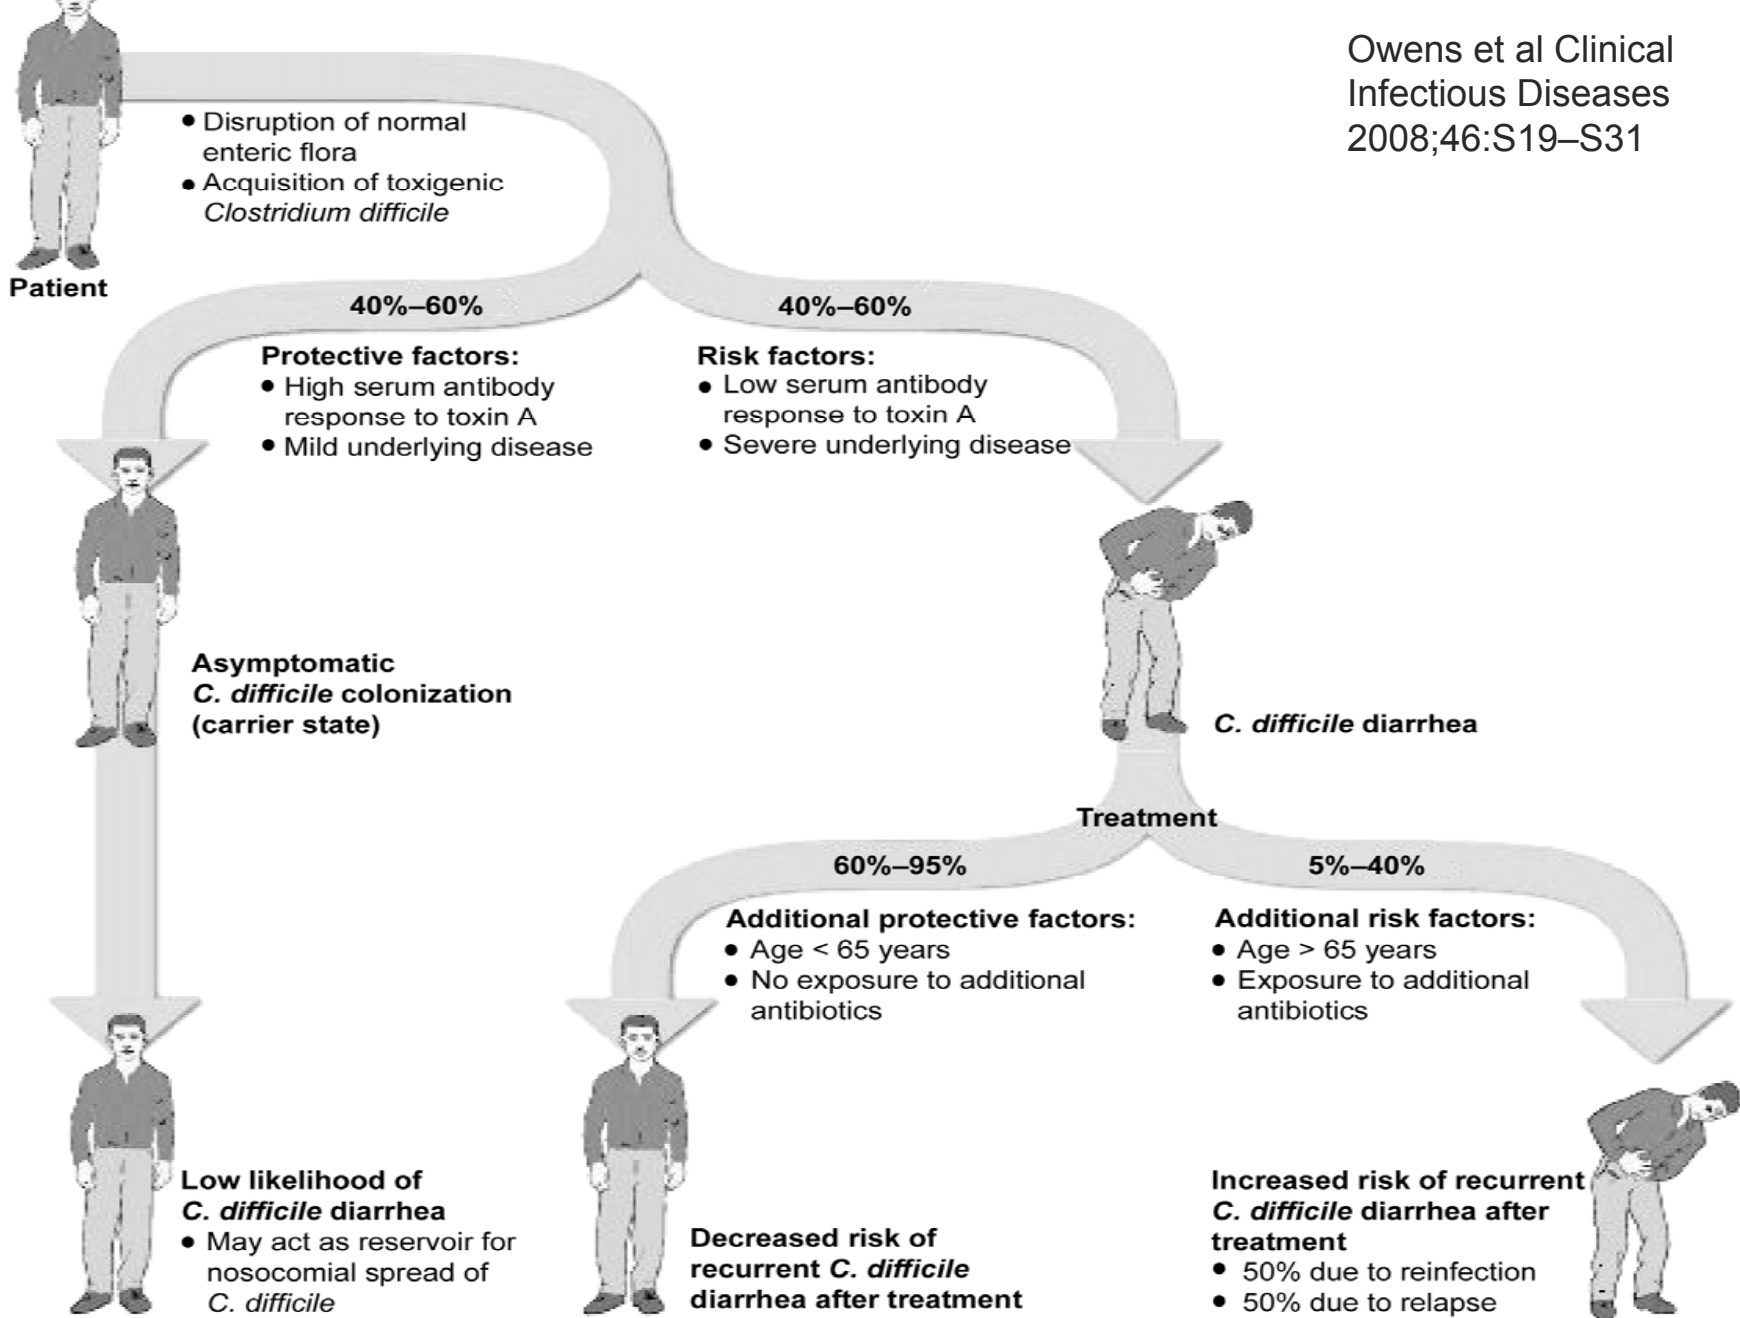 Owens et al Clinical
Infectious Diseases
2008;46:S19–S31
• Disruption of normal
enteric flora
• Acquisition of toxigenic
Clostridium difficile
Patient
40%–60%
40%–60%
Protective factors:
• High serum antibody
response to toxin A
• Mild underlying disease
Risk factors:
• Low serum antibody
response to toxin A
• Severe underlying disease
Asymptomatic
C. difficile colonization
(carrier state)
C. difficile diarrhea
Treatment
60%–95%
5%–40%
Additional protective factors:
• Age < 65 years
• No exposure to additional
antibiotics
Additional risk factors:
• Age > 65 years
• Exposure to additional
antibiotics
Low likelihood of
C. difficile diarrhea
• May act as reservoir for
nosocomial spread of
C. difficile
Decreased risk of
recurrent C. difficile
diarrhea after treatment
Increased risk of recurrent
C. difficile diarrhea after
treatment
• 50% due to reinfection
• 50% due to relapse